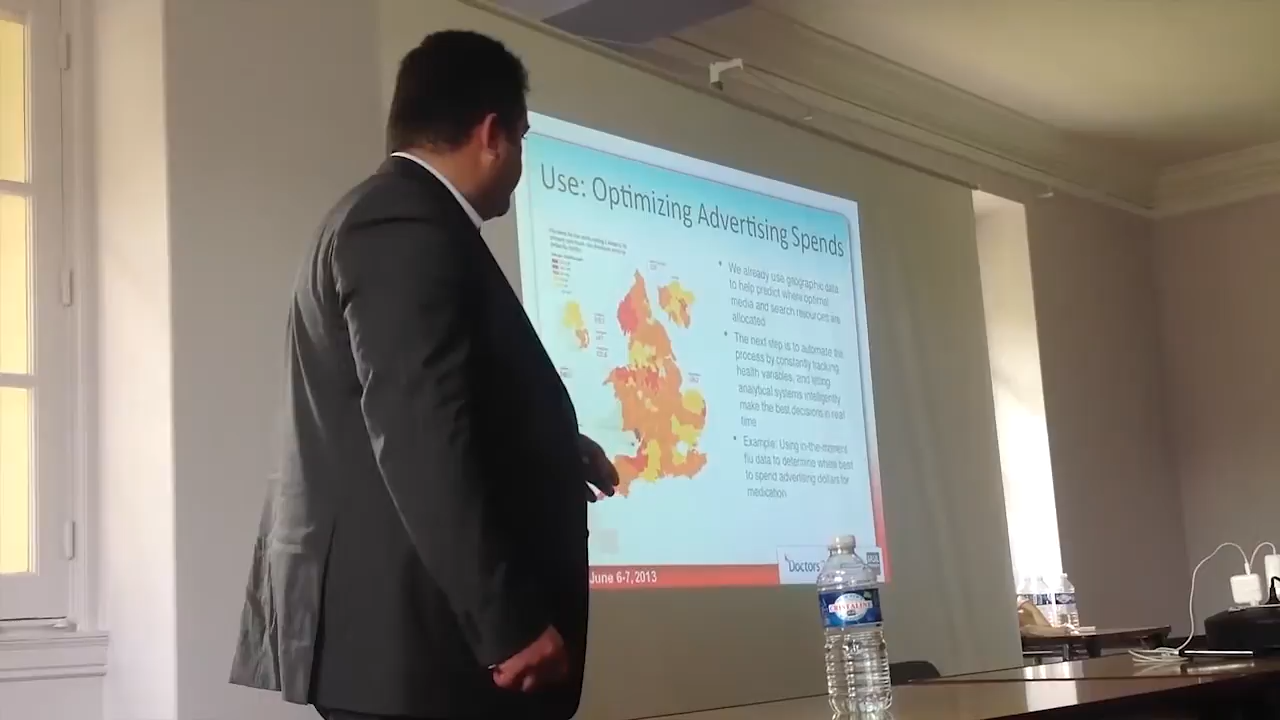 Use: Optimizing Advertising Spends
We already use geographic data
to help predict where optimal
media and search resources are
allocated
The next step is to automate this
process by constantly tracking
health variables, and letting
analytical systems intelligently
make the best decisions in real
time
Example: Using in-the-moment
flu data to determine where best
to spend advertising dollars for
medication
June 6-7, 2013
Doctors
CRYSTALINE